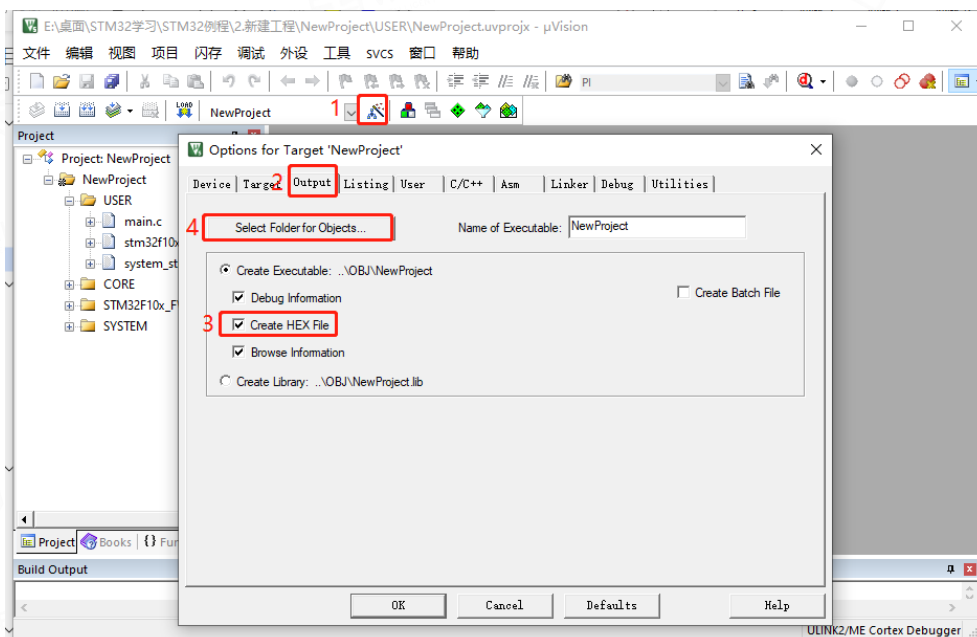 E:\桌面\STM32学习\STM32例程\2.新建工程\NewProject\USER\NewProject.uvprojx - µVision
文件 编辑 视图 项目 闪存 调试 外设 工具 SVCS 窗口 帮助
PI
LOAD
NewProject
1
Project
Project: NewProject
NewProject
USER
main.c
stm32f10x
system_st
CORE
STM32F10x_F
SYSTEM
Options for Target 'NewProject'
Device Target Output Listing User C/C++ Asm Linker Debug Utilities
2
4
Select Folder for Objects...
Name of Executable: NewProject
Create Executable: ..\OBJ\NewProject
Debug Information
Create Batch File
3
Create HEX File
Browse Information
Create Library: ..\OBJ\NewProject.lib
OK Cancel Defaults Help
Project Books {} Fun
Build Output
ULINK2/ME Cortex Debugger